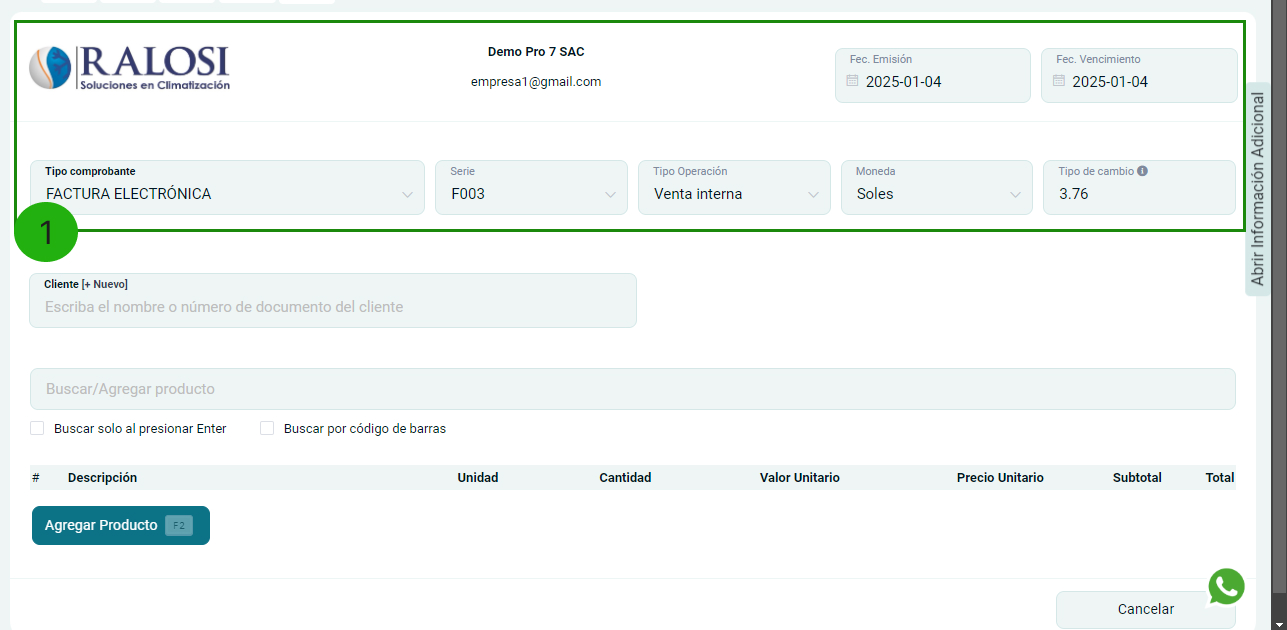 RALOSI
Soluciones en Climatización
Demo Pro 7 SAC
empresa1@gmail.com
Fec. Emisión
2025-01-04
Fec. Vencimiento
2025-01-04
Abrir Información Adicional
Tipo comprobante
FACTURA ELECTRÓNICA
Serie
F003
Tipo Operación
Venta interna
Moneda
Soles
Tipo de cambio
3.76
1
Cliente [+ Nuevo]
Escriba el nombre o número de documento del cliente
Buscar/Agregar producto
Buscar solo al presionar Enter
Buscar por código de barras
# Descripción Unidad Cantidad Valor Unitario Precio Unitario Subtotal Total
Agregar Producto F2
Cancelar